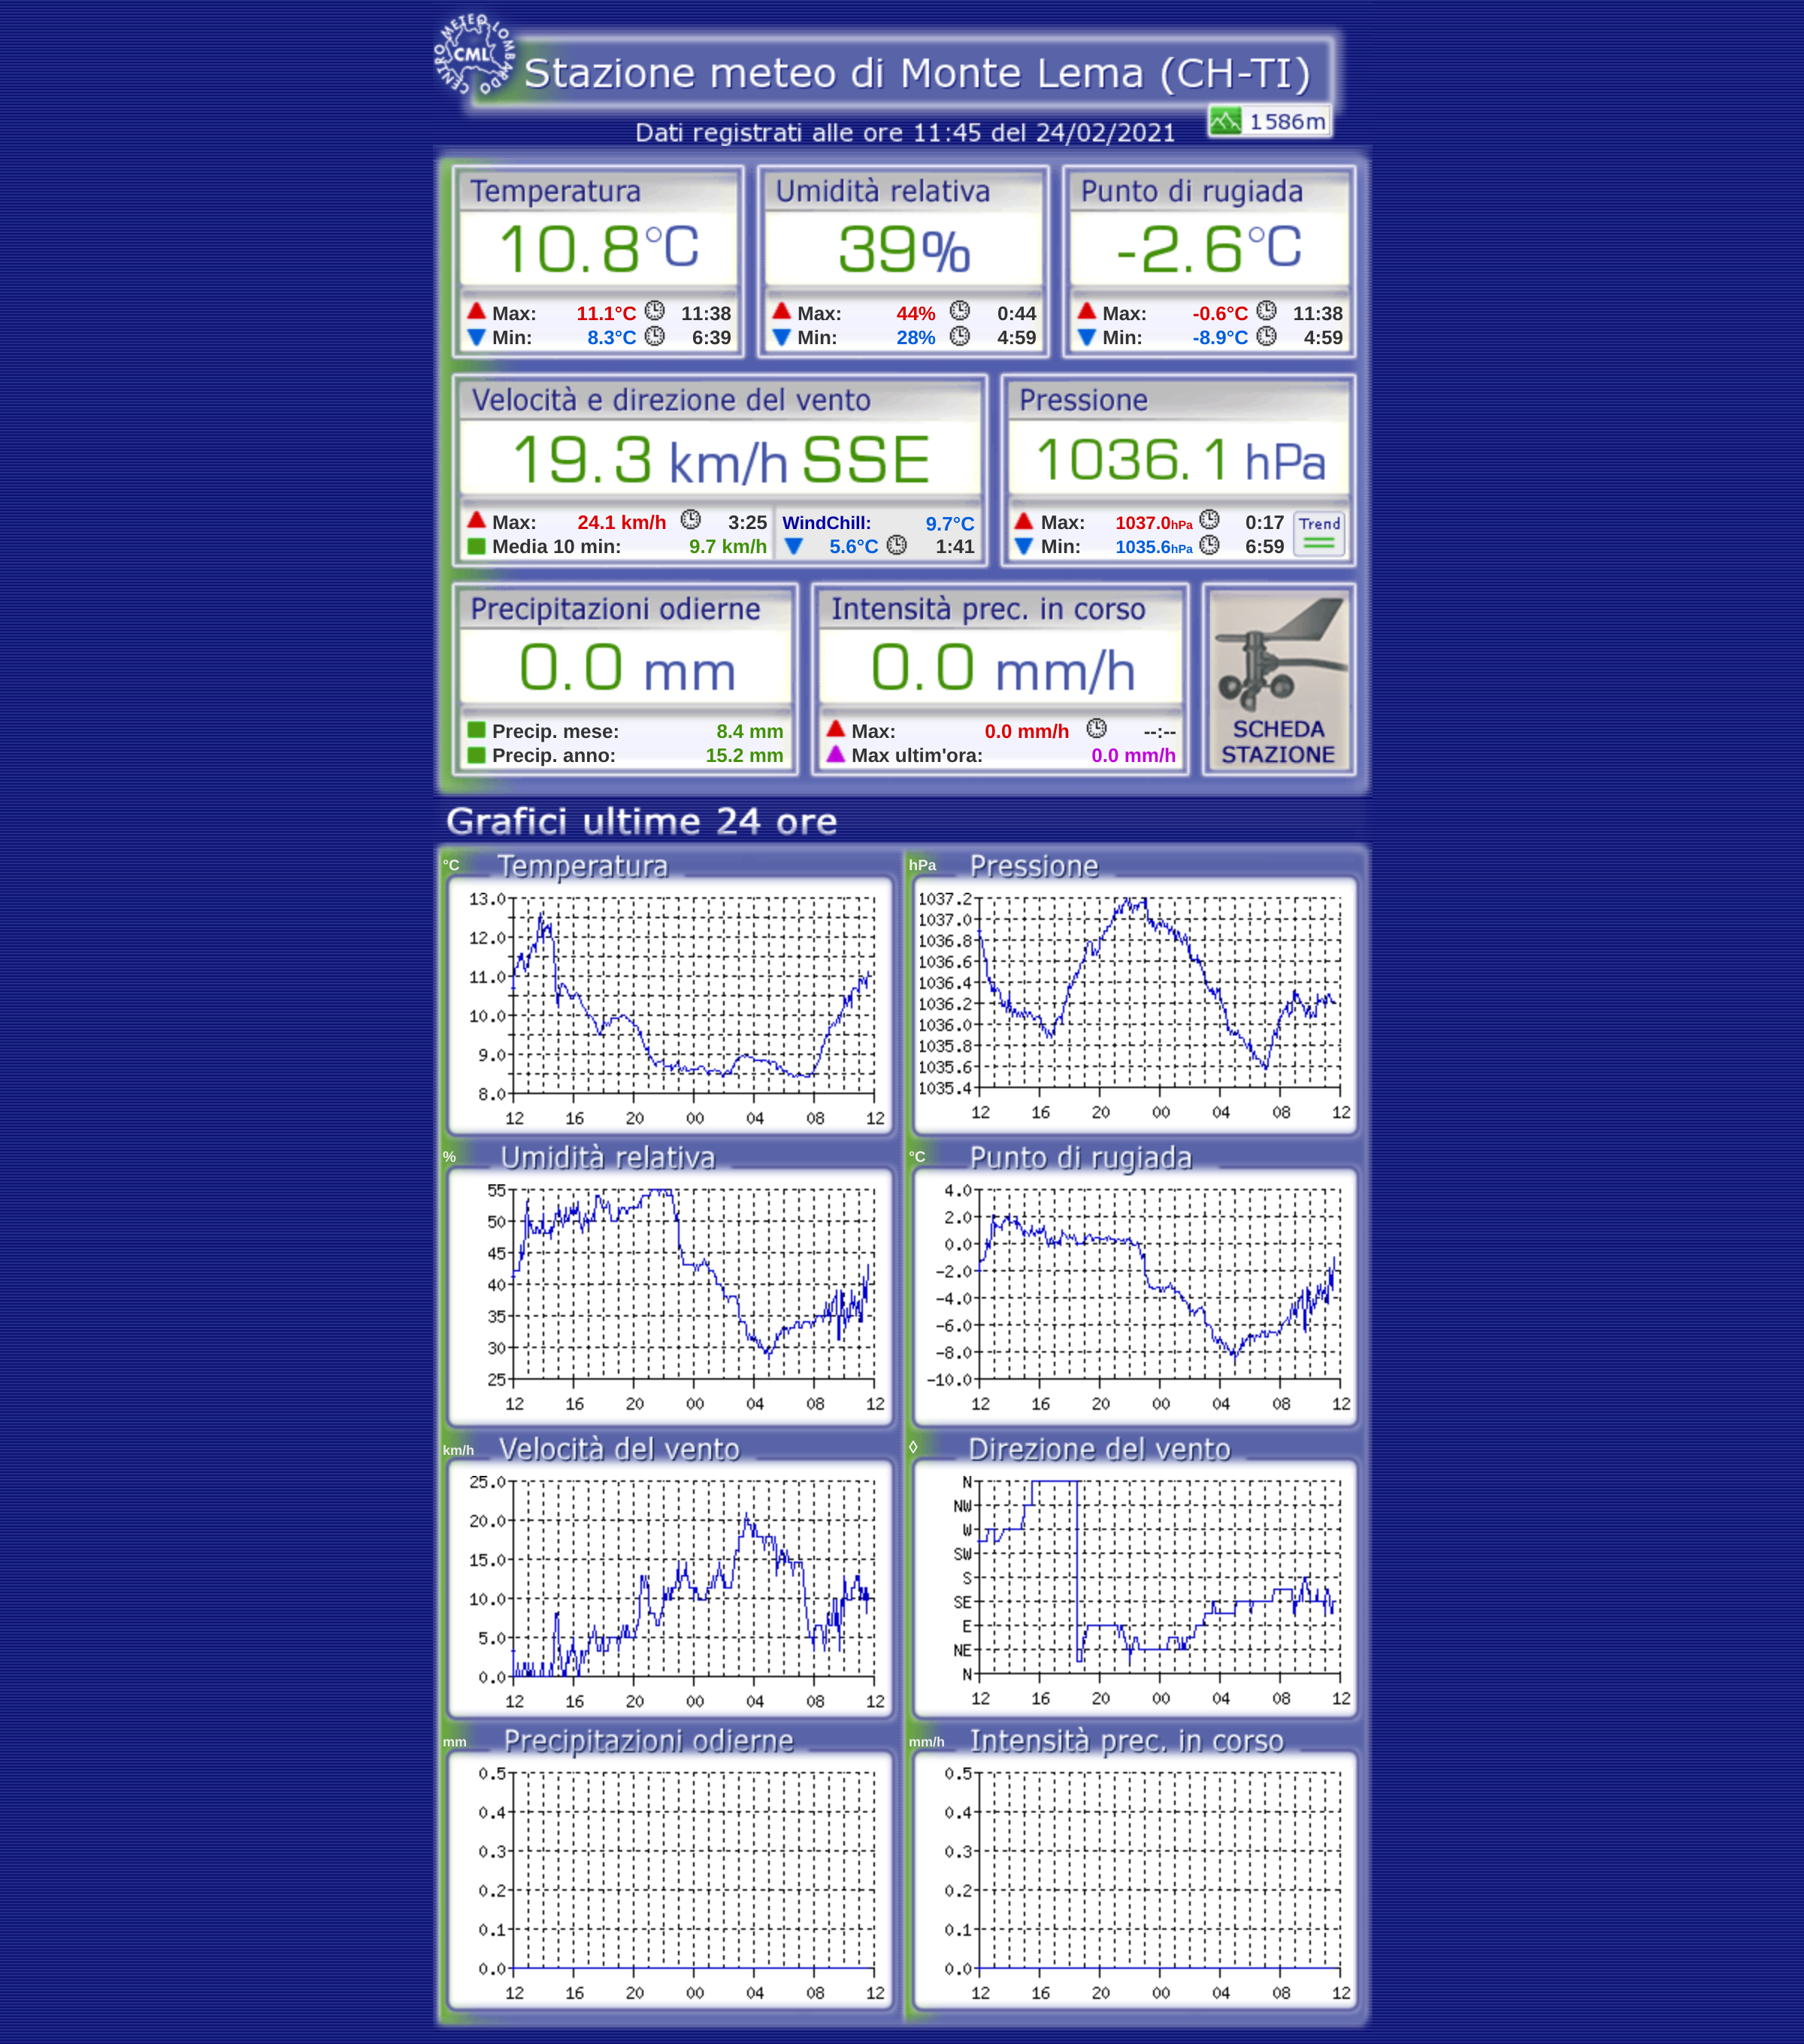 CENTRO METEO LOMBARDO
CML
Stazione meteo di Monte Lema (CH-TI)
1586m
Dati registrati alle ore 11:45 del 24/02/2021
Temperatura
10.8°C
Max: 11.1°C 11:38
Min: 8.3°C 6:39
Umidità relativa
39%
Max: 44% 0:44
Min: 28% 4:59
Punto di rugiada
-2.6°C
Max: -0.6°C 11:38
Min: -8.9°C 4:59
Velocità e direzione del vento
19.3 km/h SSE
Max: 24.1 km/h 3:25
Media 10 min: 9.7 km/h
WindChill: 9.7°C
5.6°C 1:41
Pressione
1036.1 hPa
Max: 1037.0hPa 0:17
Min: 1035.6hPa 6:59
Trend
Precipitazioni odierne
0.0 mm
Precip. mese: 8.4 mm
Precip. anno: 15.2 mm
Intensità prec. in corso
0.0 mm/h
Max: 0.0 mm/h --:--
Max ultim'ora: 0.0 mm/h
SCHEDA
STAZIONE
Grafici ultime 24 ore
°C Temperatura
13.0
12.0
11.0
10.0
9.0
8.0
12 16 20 00 04 08 12
hPa Pressione
1037.2
1037.0
1036.8
1036.6
1036.4
1036.2
1036.0
1035.8
1035.6
1035.4
12 16 20 00 04 08 12
% Umidità relativa
55
50
45
40
35
30
25
12 16 20 00 04 08 12
°C Punto di rugiada
4.0
2.0
0.0
-2.0
-4.0
-6.0
-8.0
-10.0
12 16 20 00 04 08 12
km/h Velocità del vento
25.0
20.0
15.0
10.0
5.0
0.0
12 16 20 00 04 08 12
◊ Direzione del vento
N
NW
W
SW
S
SE
E
NE
N
12 16 20 00 04 08 12
mm Precipitazioni odierne
0.5
0.4
0.3
0.2
0.1
0.0
12 16 20 00 04 08 12
mm/h Intensità prec. in corso
0.5
0.4
0.3
0.2
0.1
0.0
12 16 20 00 04 08 12